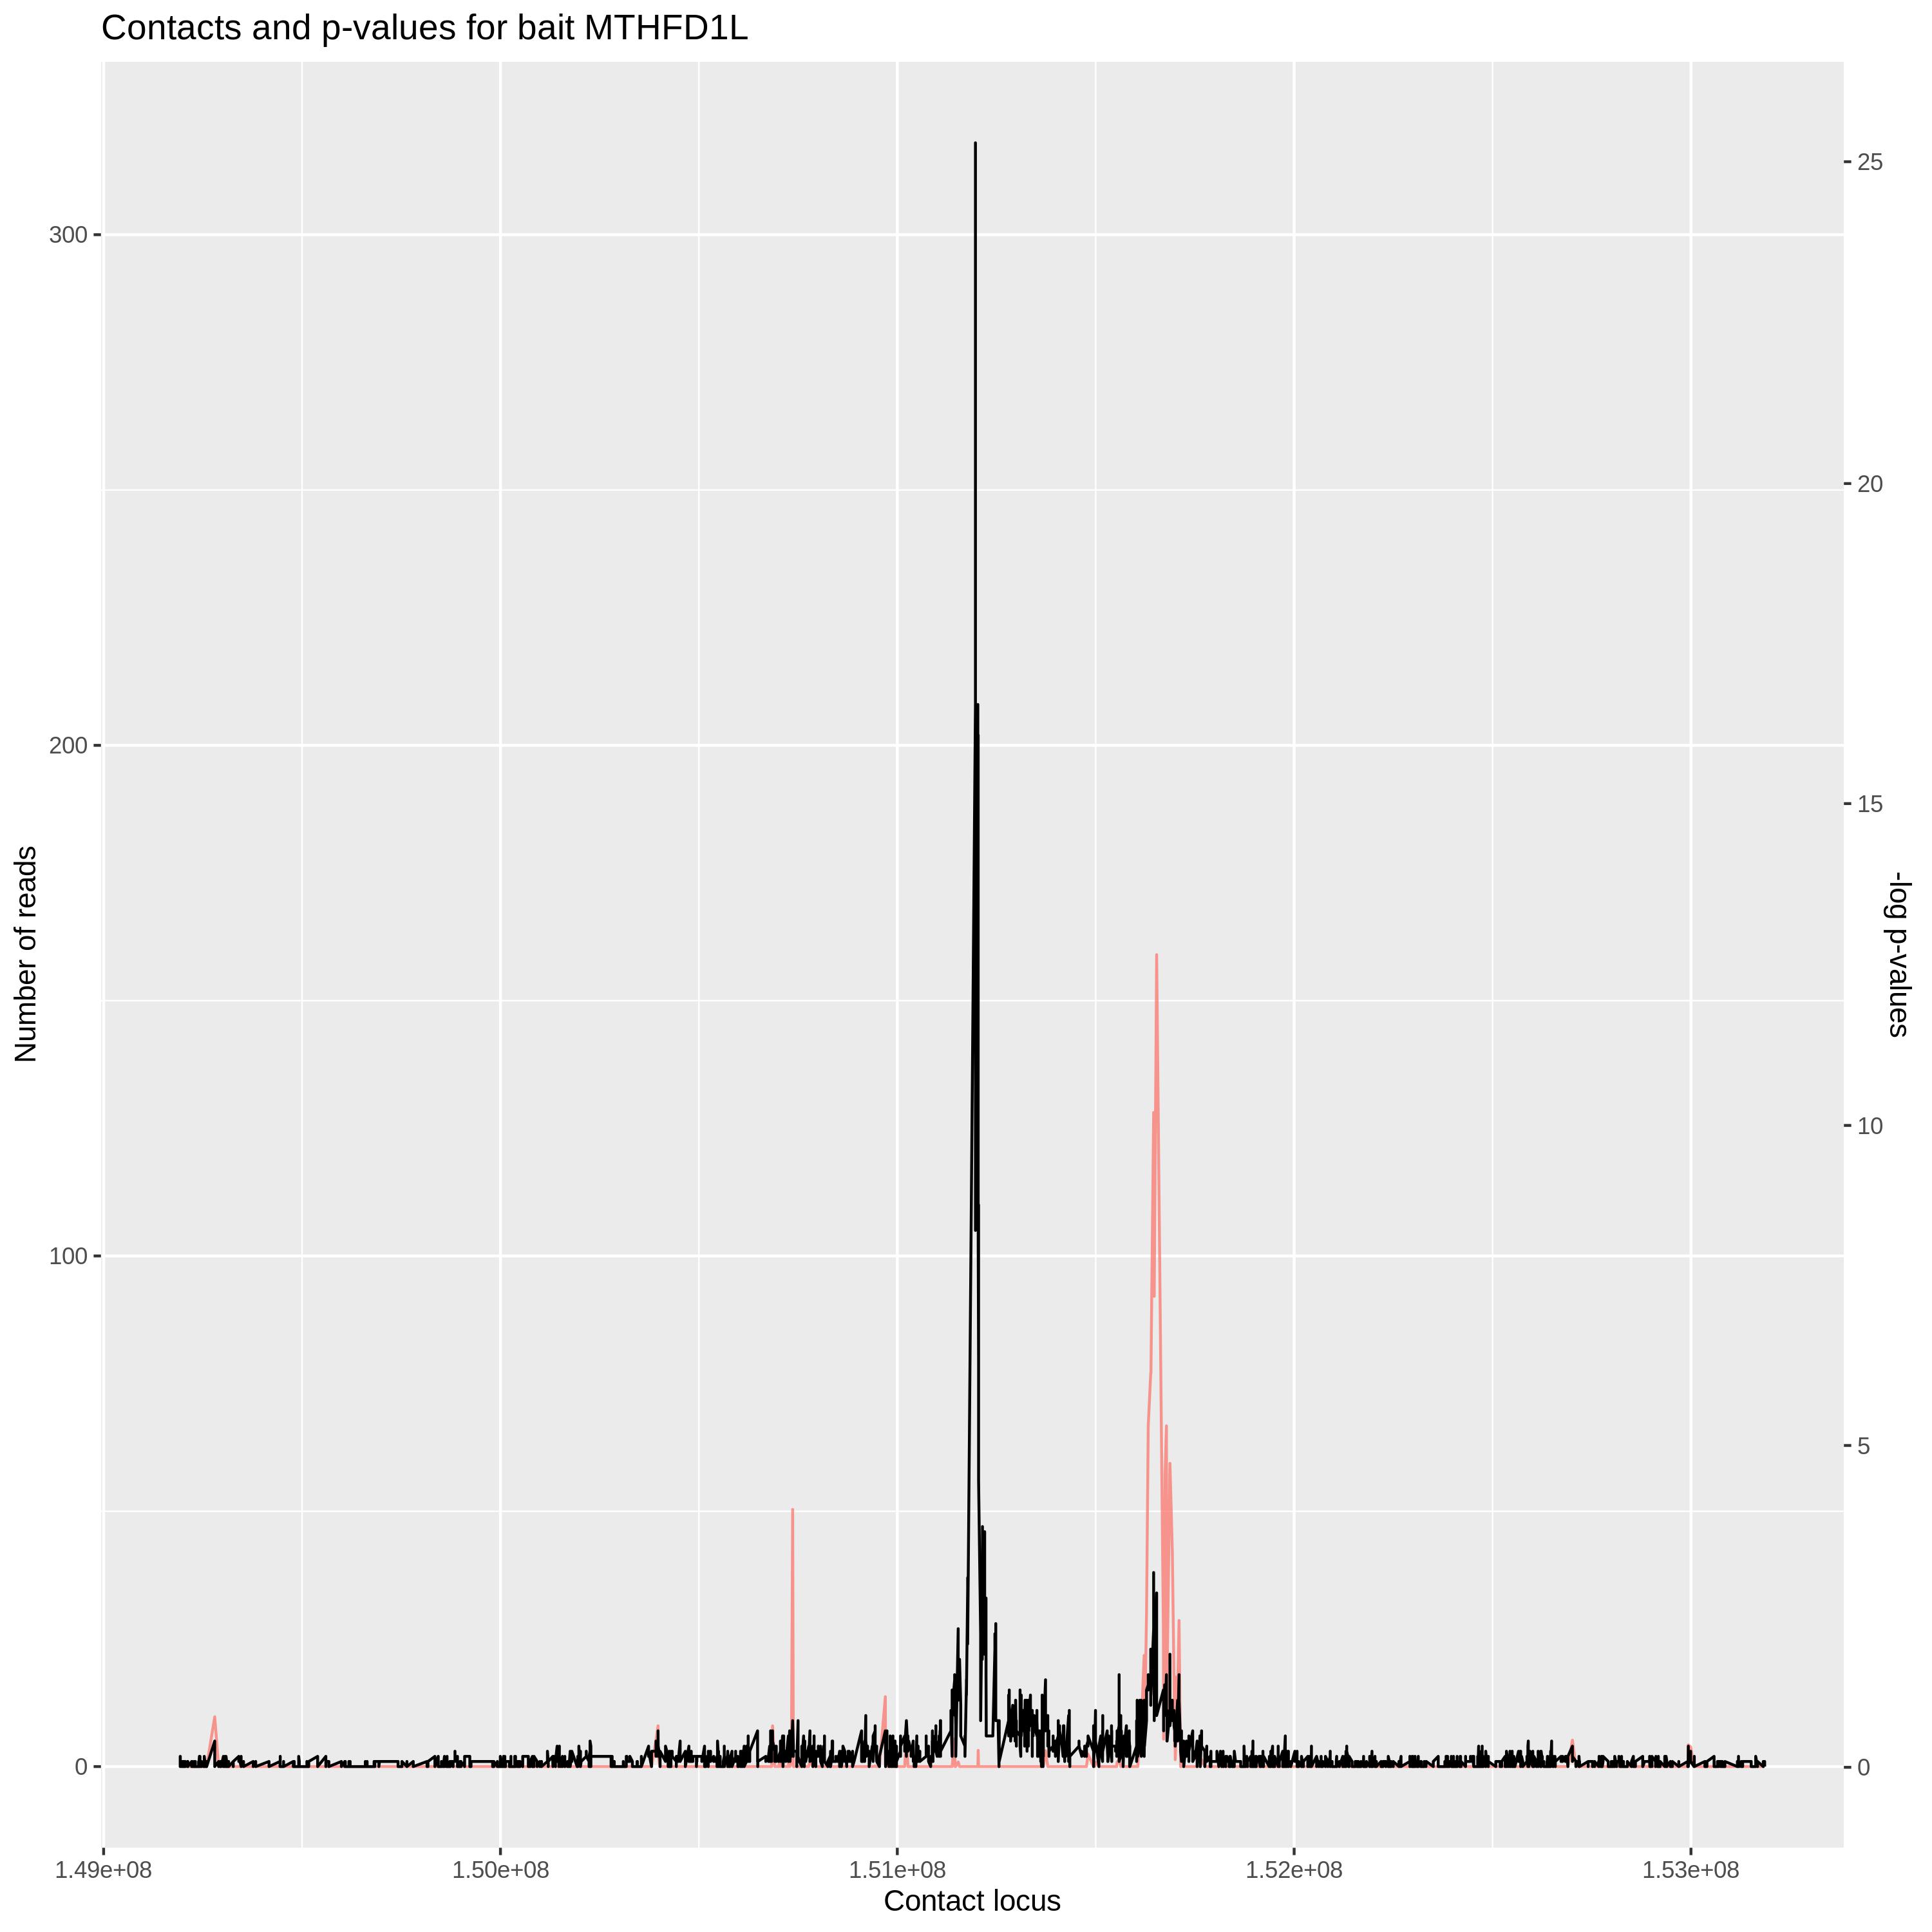 Contacts and p-values for bait MTHFD1L
300
200
100
0
Number of reads
25
20
15
10
5
0
-log p-values
1.49e+08
1.50e+08
1.51e+08
1.52e+08
1.53e+08
Contact locus